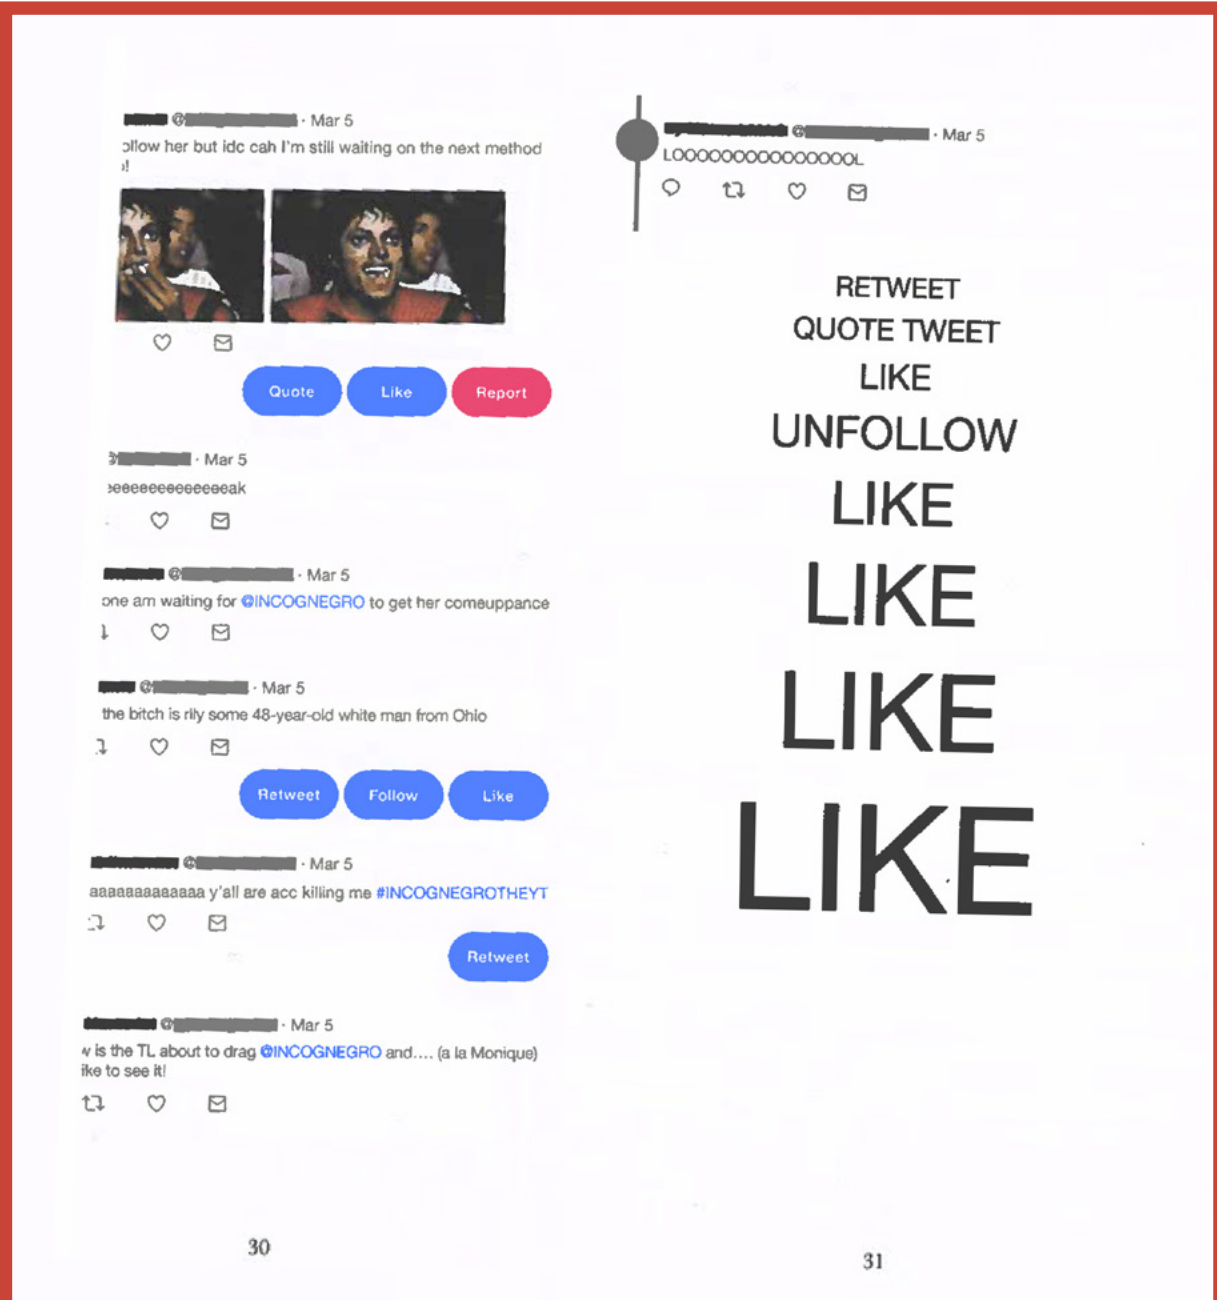 @ · Mar 5
ollow her but idc cah I'm still waiting on the next method
!
Quote Like Report
· Mar 5
eeeeeeeeeeeeeeak
@ · Mar 5
one am waiting for @INCOGNEGRO to get her comeuppance
@ · Mar 5
the bitch is rlly some 48-year-old white man from Ohio
Retweet Follow Like
@ · Mar 5
aaaaaaaaaaaaa y'all are acc killing me #INCOGNEGROTHEYT
Retweet
@ · Mar 5
w is the TL about to drag @INCOGNEGRO and.... (a la Monique)
ike to see it!
30
@ · Mar 5
LOOOOOOOOOOOOOOOOL
RETWEET
QUOTE TWEET
LIKE
UNFOLLOW
LIKE
LIKE
LIKE
LIKE
31